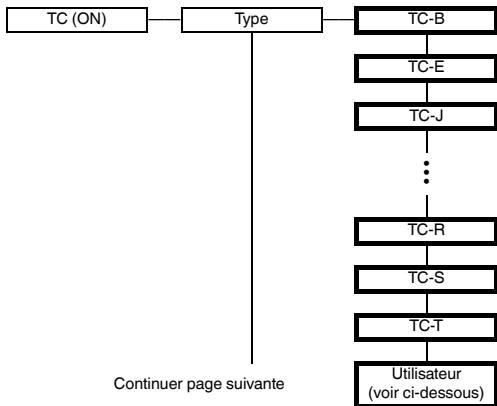 TC (ON)
Type
TC-B
TC-E
TC-J
TC-R
TC-S
TC-T
Utilisateur
(voir ci-dessous)
Continuer page suivante